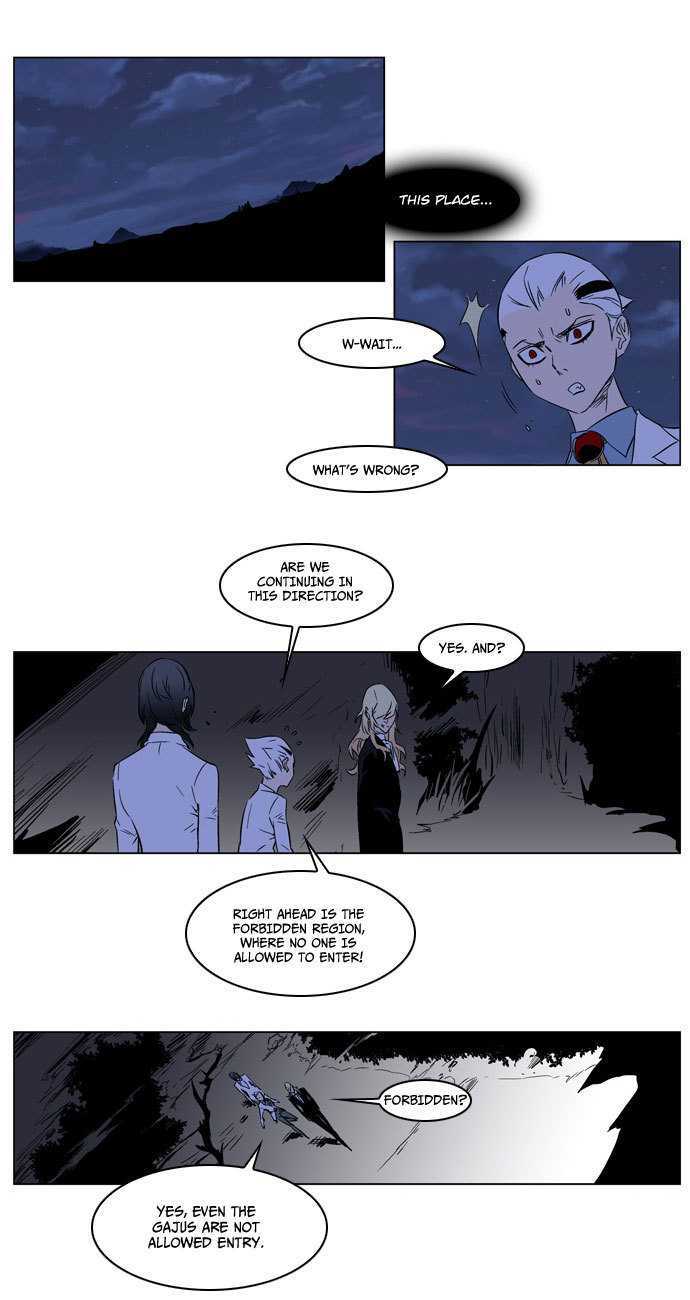 THIS PLACE...
W-WAIT...
WHAT'S WRONG?
ARE WE
CONTINUING IN
THIS DIRECTION?
YES. AND?
RIGHT AHEAD IS THE
FORBIDDEN REGION,
WHERE NO ONE IS
ALLOWED TO ENTER!
FORBIDDEN?
YES, EVEN THE
GAJUS ARE NOT
ALLOWED ENTRY.